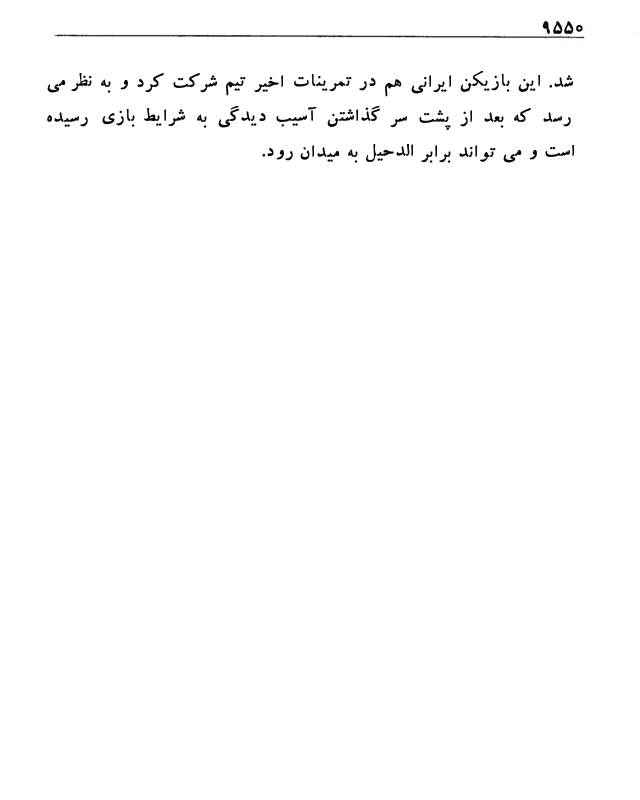 ۹۵۵۰
شد. این بازیکن ایرانی هم در تمرینات اخیر تیم شرکت کرد و به نظر می
رسد که بعد از پشت سر گذاشتن آسیب دیدگی به شرایط بازی رسیده
است و می تواند برابر الدحیل به میدان رود.